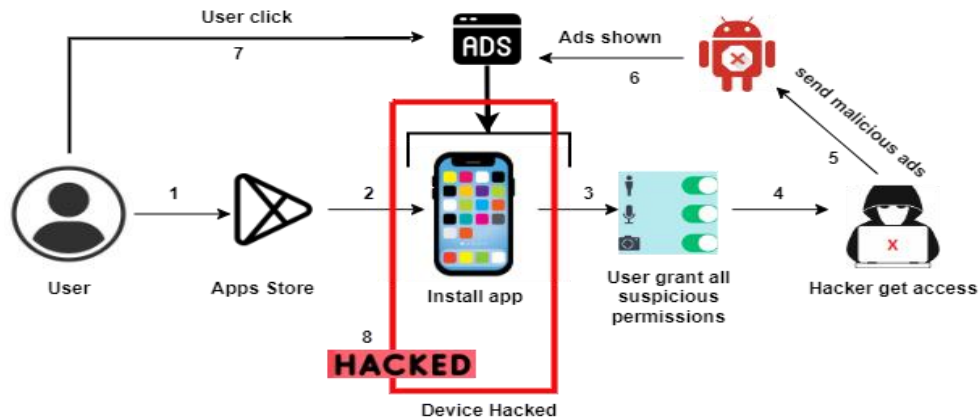 User click
7
ADS
Ads shown
6
send malicious ads
5
1
2
3
4
X
User
Apps Store
Install app
User grant all
suspicious
permissions
Hacker get access
8
HACKED
Device Hacked